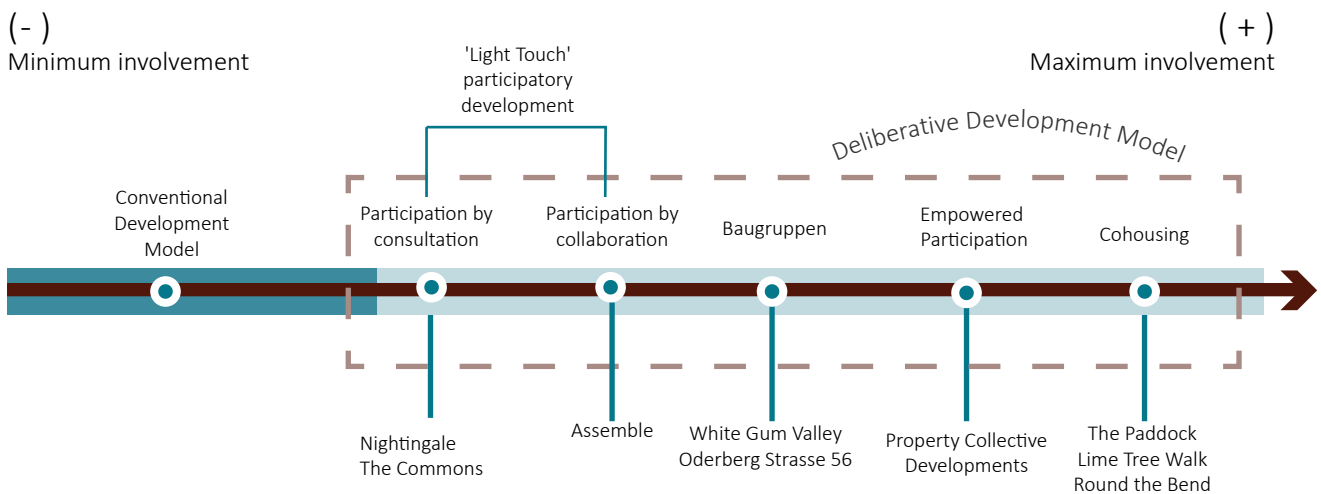 (-)
Minimum involvement
(+)
Maximum involvement
'Light Touch'
participatory
development
Deliberative Development Model
Conventional
Development
Model
Participation by
consultation
Participation by
collaboration
Baugruppen
Empowered
Participation
Cohousing
Nightingale
The Commons
Assemble
White Gum Valley
Oderberg Strasse 56
Property Collective
Developments
The Paddock
Lime Tree Walk
Round the Bend